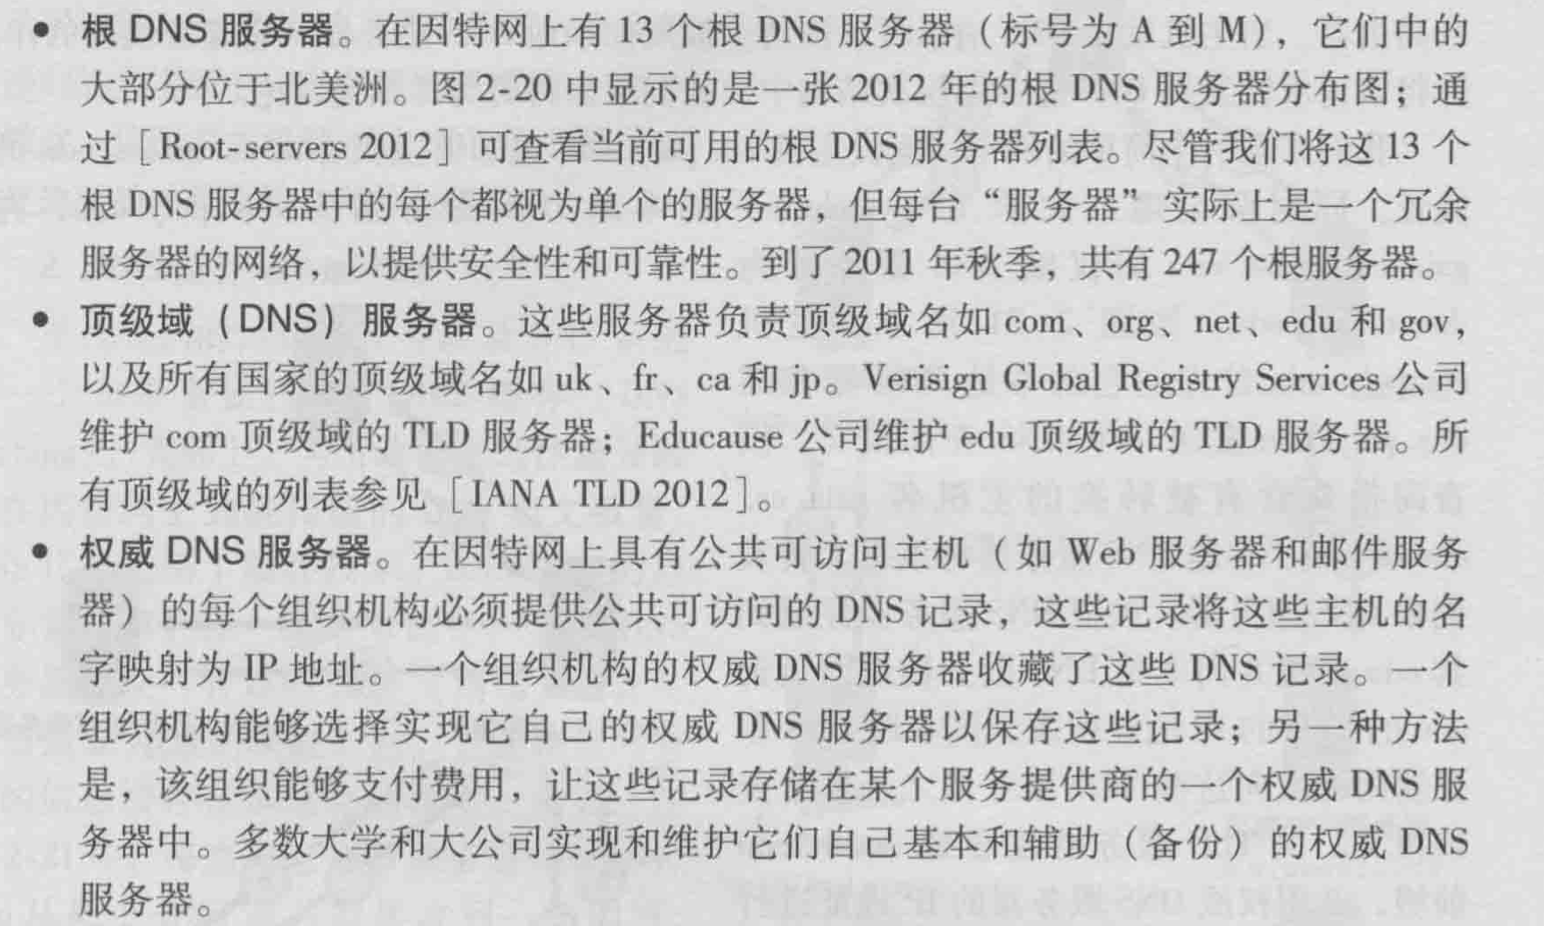 • 根 DNS 服务器。在因特网上有 13 个根 DNS 服务器（标号为 A 到 M），它们中的
大部分位于北美洲。图 2-20 中显示的是一张 2012 年的根 DNS 服务器分布图；通
过［Root-servers 2012］可查看当前可用的根 DNS 服务器列表。尽管我们将这 13 个
根 DNS 服务器中的每个都视为单个的服务器，但每台“服务器”实际上是一个冗余
服务器的网络，以提供安全性和可靠性。到了 2011 年秋季，共有 247 个根服务器。
• 顶级域（DNS）服务器。这些服务器负责顶级域名如 com、org、net、edu 和 gov，
以及所有国家的顶级域名如 uk、fr、ca 和 jp。Verisign Global Registry Services 公司
维护 com 顶级域的 TLD 服务器；Educause 公司维护 edu 顶级域的 TLD 服务器。所
有顶级域的列表参见［IANA TLD 2012］。
• 权威 DNS 服务器。在因特网上具有公共可访问主机（如 Web 服务器和邮件服务
器）的每个组织机构必须提供公共可访问的 DNS 记录，这些记录将这些主机的名
字映射为 IP 地址。一个组织机构的权威 DNS 服务器收藏了这些 DNS 记录。一个
组织机构能够选择实现它自己的权威 DNS 服务器以保存这些记录；另一种方法
是，该组织能够支付费用，让这些记录存储在某个服务提供商的一个权威 DNS 服
务器中。多数大学和大公司实现和维护它们自己基本和辅助（备份）的权威 DNS
服务器。